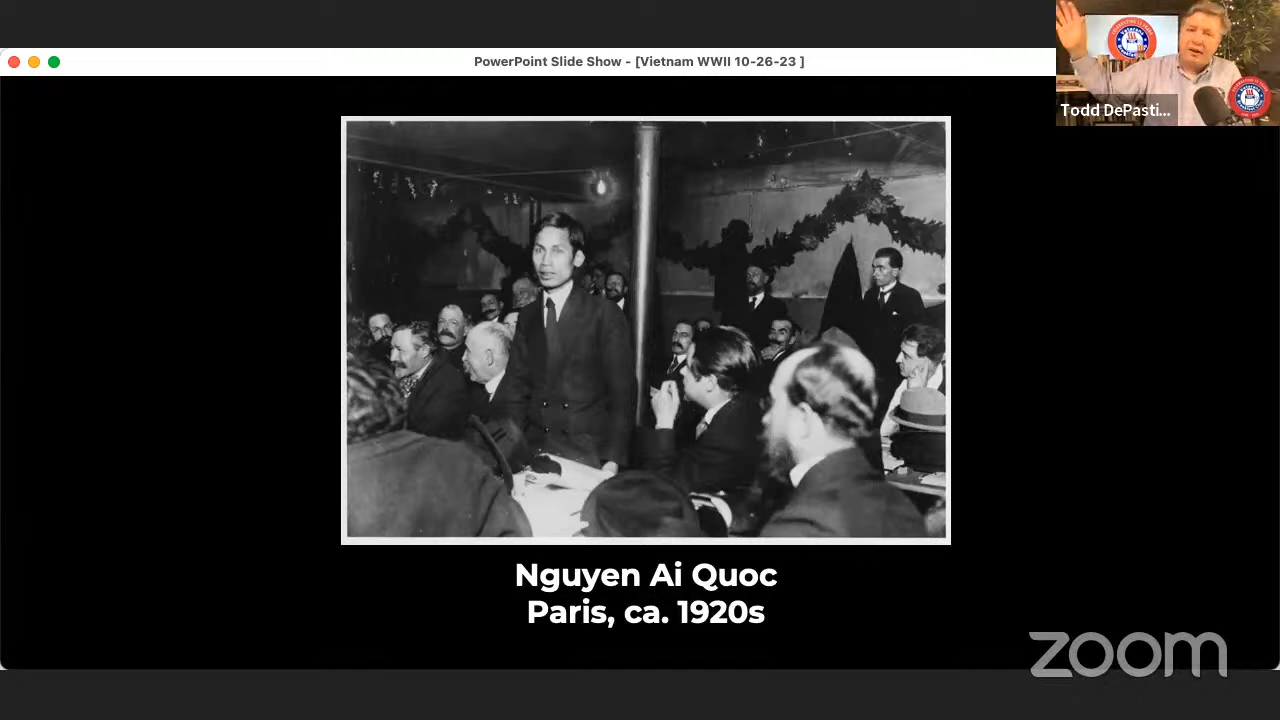 PowerPoint Slide Show - [Vietnam WWII 10-26-23 ]
Todd DePasti...
Nguyen Ai Quoc
Paris, ca. 1920s
zoom